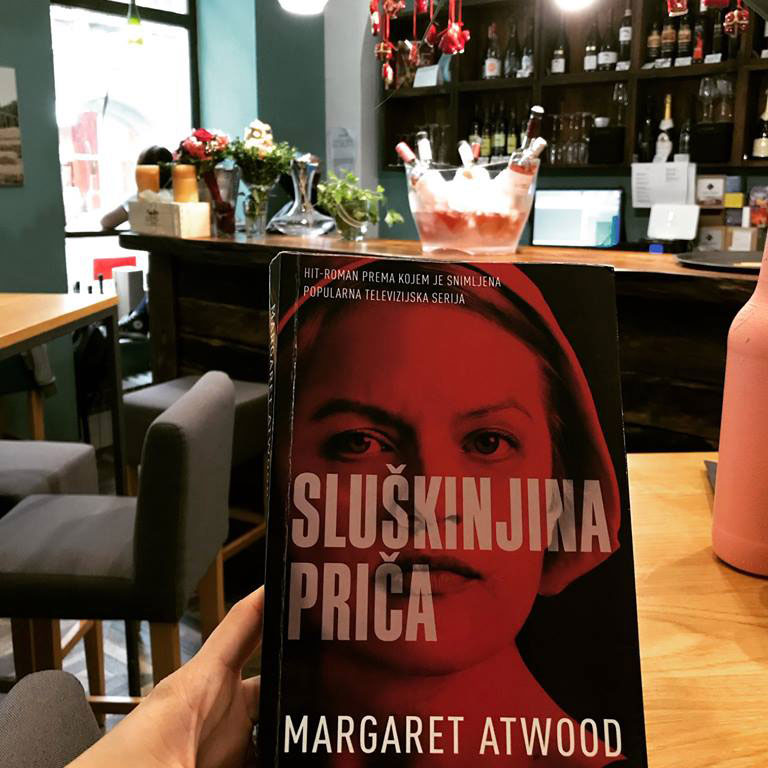 HIT-ROMAN PREMA KOJEM JE SNIMLJENA
POPULARNA TELEVIZIJSKA SERIJA
SLUŠKINJINA
PRIČA
MARGARET ATWOOD